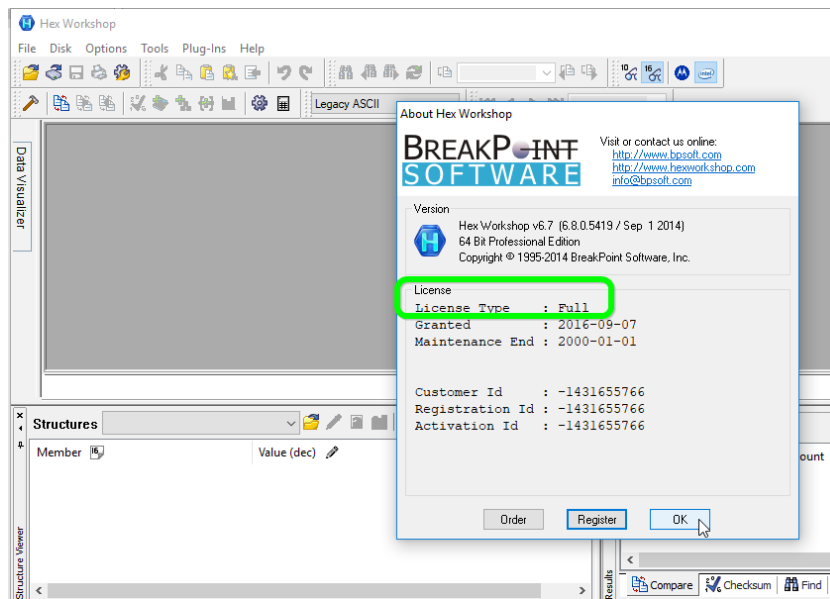 Hex Workshop
File Disk Options Tools Plug-Ins Help
10 16 intel
Legacy ASCII
Data Visualizer
About Hex Workshop
BREAKPOINT
SOFTWARE
Visit or contact us online:
http://www.bpsoft.com
http://www.hexworkshop.com
info@bpsoft.com
Version
Hex Workshop v6.7 (6.8.0.5419 / Sep 1 2014)
64 Bit Professional Edition
Copyright © 1995-2014 BreakPoint Software, Inc.
License
License Type : Full
Granted : 2016-09-07
Maintenance End : 2000-01-01
Customer Id : -1431655766
Registration Id : -1431655766
Activation Id : -1431655766
Order Register OK
Structures
Member 16 Value (dec)
ount
Structure Viewer
Results
Compare Checksum Find